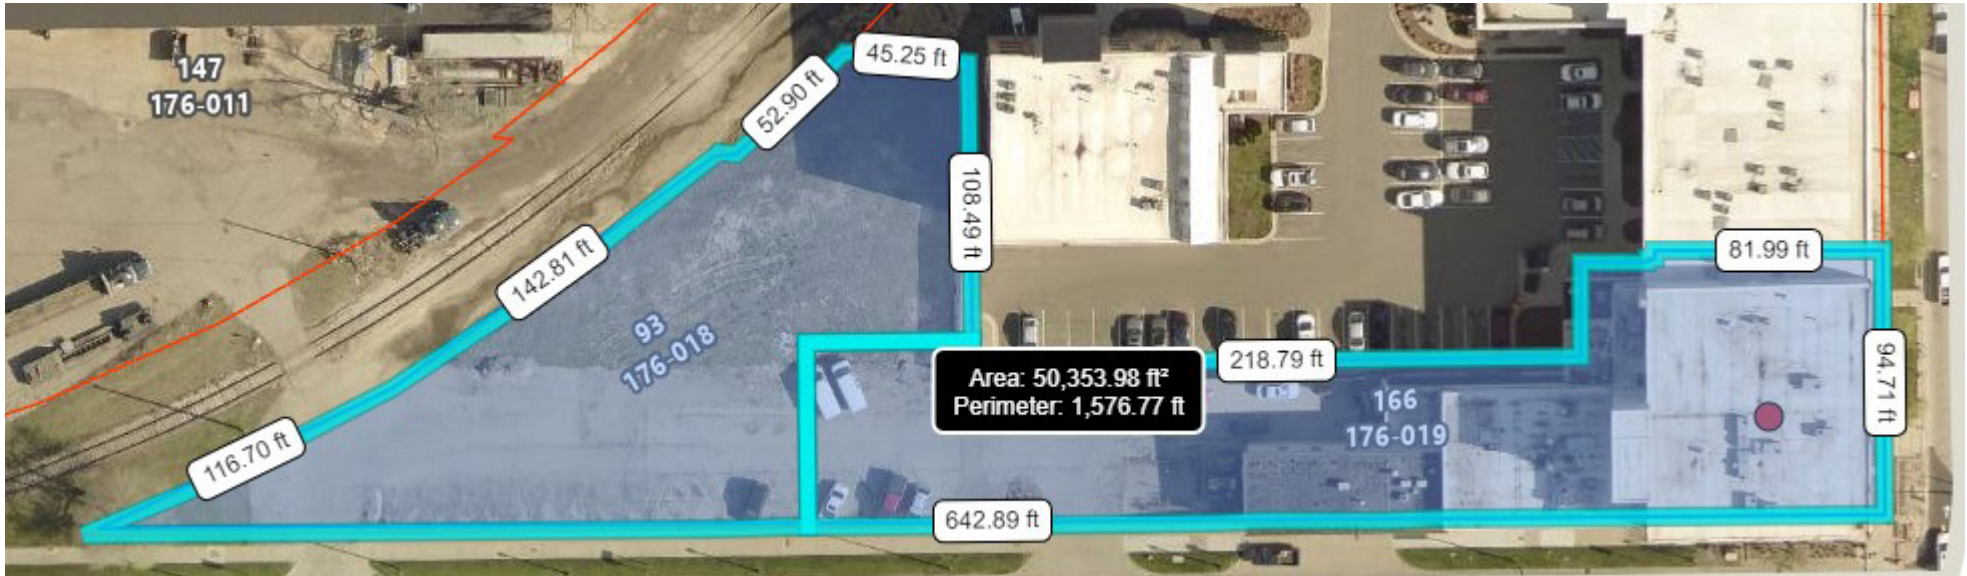 45.25 ft
147
176-011
52.90 ft
108.49 ft
81.99 ft
142.81 ft
93
176-018
218.79 ft
94.71 ft
Area: 50,353.98 ft²
Perimeter: 1,576.77 ft
166
176-019
116.70 ft
642.89 ft